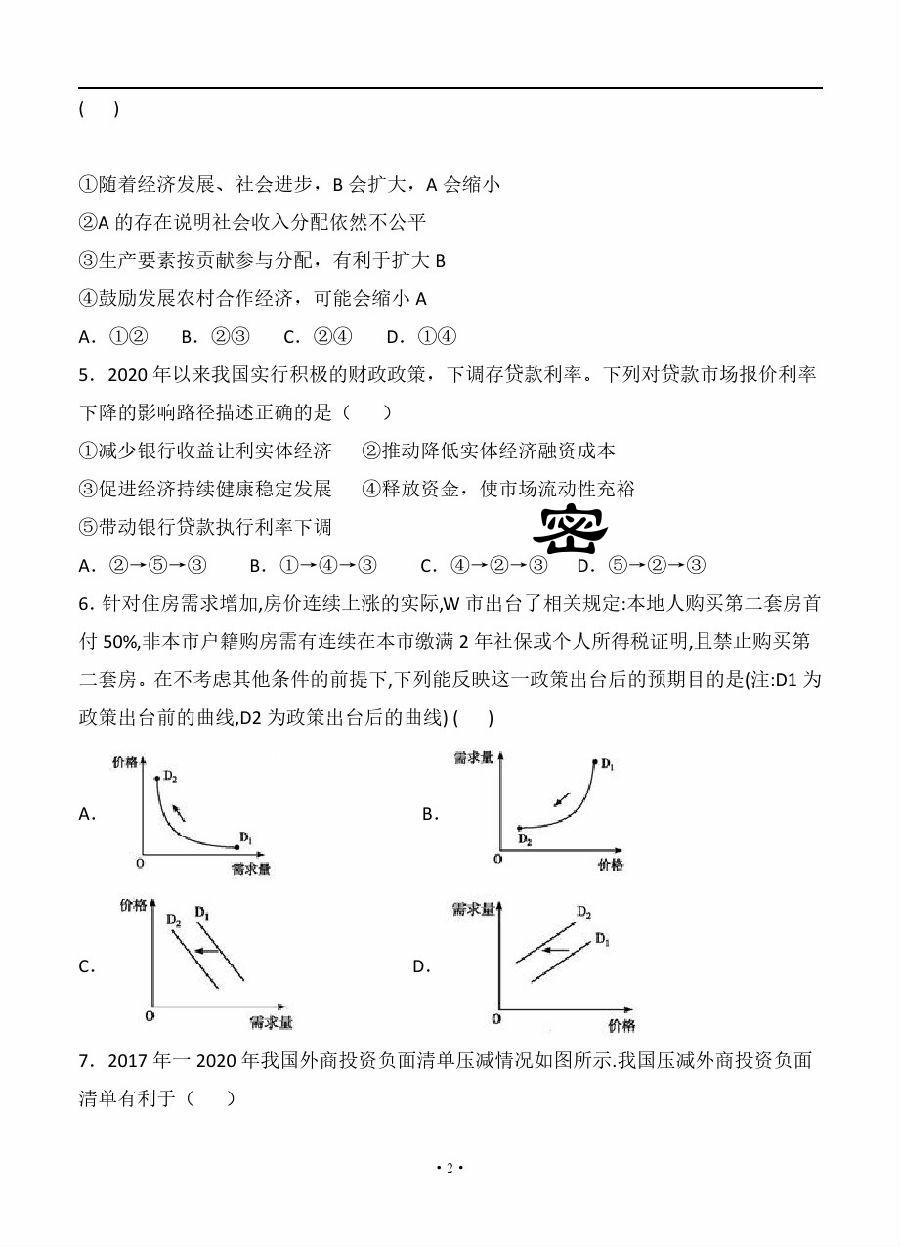 (      )
①随着经济发展、社会进步，B 会扩大，A 会缩小
②A 的存在说明社会收入分配依然不公平
③生产要素按贡献参与分配，有利于扩大 B
④鼓励发展农村合作经济，可能会缩小 A
A．①②    B．②③    C．②④    D．①④
5．2020 年以来我国实行积极的财政政策，下调存贷款利率。下列对贷款市场报价利率
下降的影响路径描述正确的是（    ）
①减少银行收益让利实体经济    ②推动降低实体经济融资成本
③促进经济持续健康稳定发展    ④释放资金，使市场流动性充裕
⑤带动银行贷款执行利率下调
密
A．②→⑤→③    B．①→④→③    C．④→②→③    D．⑤→②→③
6．针对住房需求增加,房价连续上涨的实际,W 市出台了相关规定:本地人购买第二套房首
付 50%,非本市户籍购房需有连续在本市缴满 2 年社保或个人所得税证明,且禁止购买第
二套房。在不考虑其他条件的前提下,下列能反映这一政策出台后的预期目的是(注:D1 为
政策出台前的曲线,D2 为政策出台后的曲线) (      )
A．
价格
D₂
D₁
O
需求量
B．
需求量
D₁
D₂
O
价格
C．
价格
D₂
D₁
O
需求量
D．
需求量
D₂
D₁
O
价格
7．2017 年一 2020 年我国外商投资负面清单压减情况如图所示.我国压减外商投资负面
清单有利于（    ）
·2·